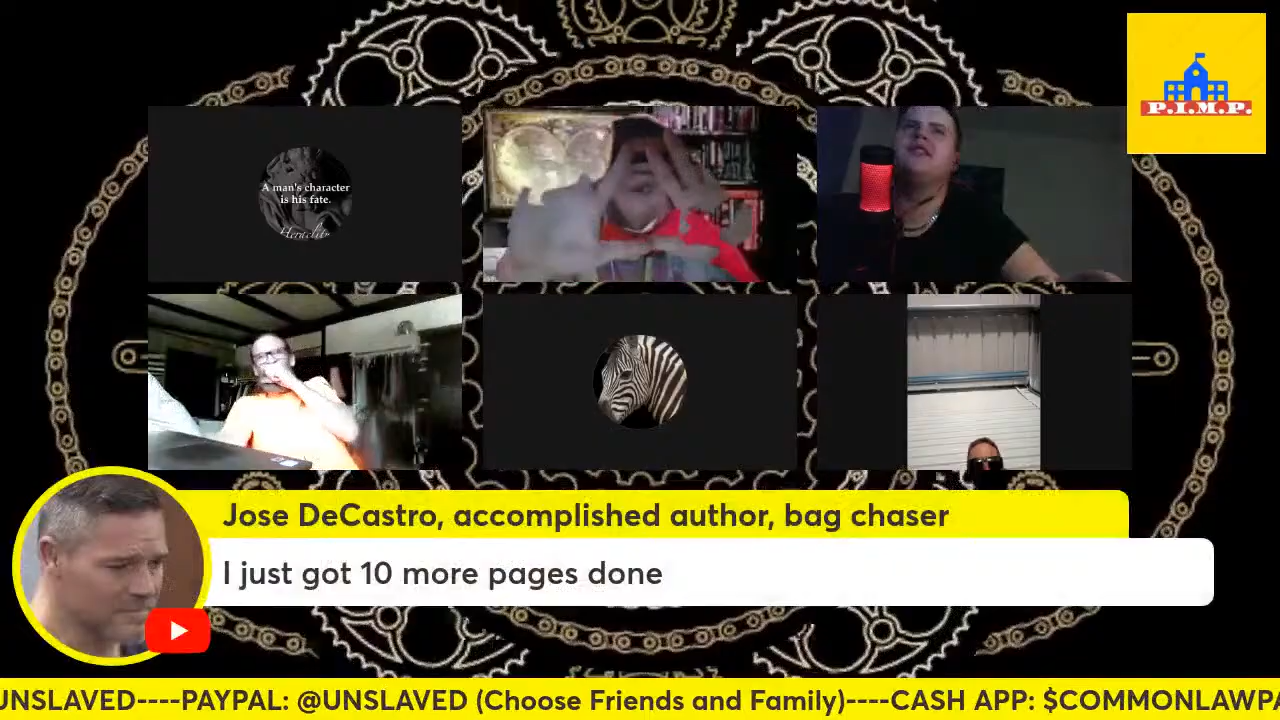 P.I.M.P.
A man's character
is his fate.
Jose DeCastro, accomplished author, bag chaser
I just got 10 more pages done
UNSLAVED----PAYPAL: @UNSLAVED (Choose Friends and Family)----CASH APP: $COMMONLAWPA